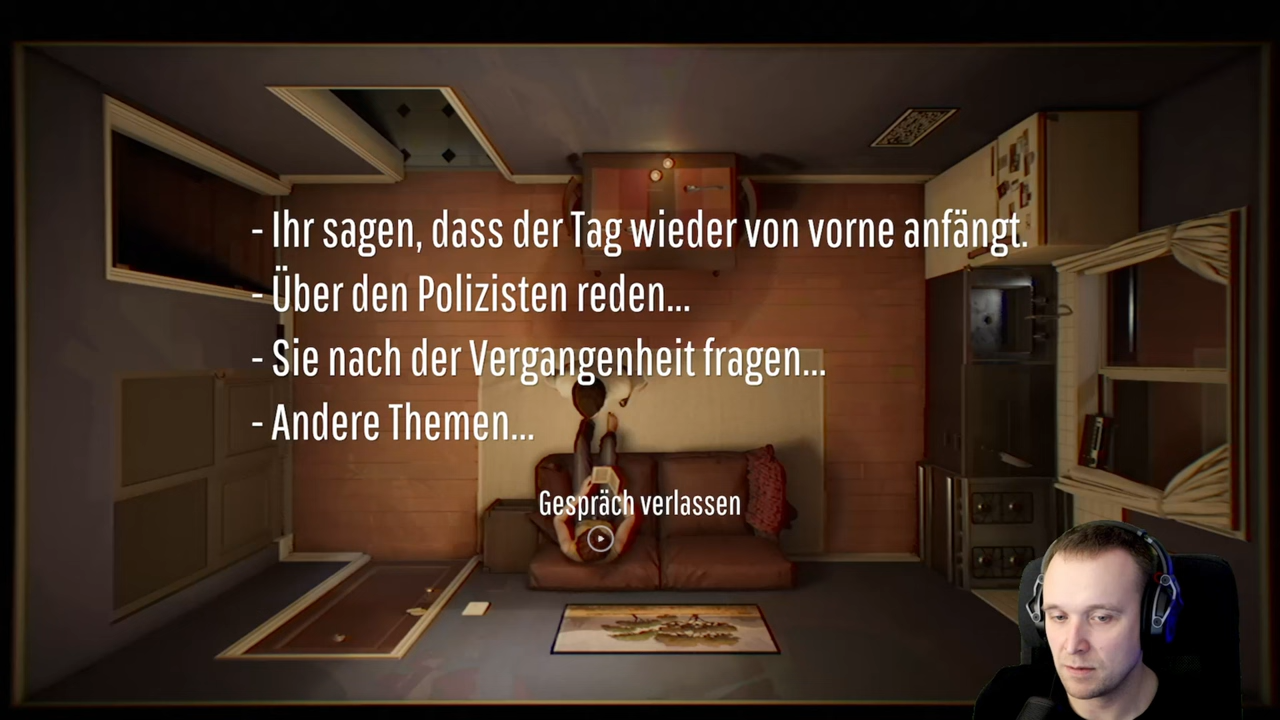 - Ihr sagen, dass der Tag wieder von vorne anfängt.
- Über den Polizisten reden...
- Sie nach der Vergangenheit fragen...
- Andere Themen...
Gespräch verlassen